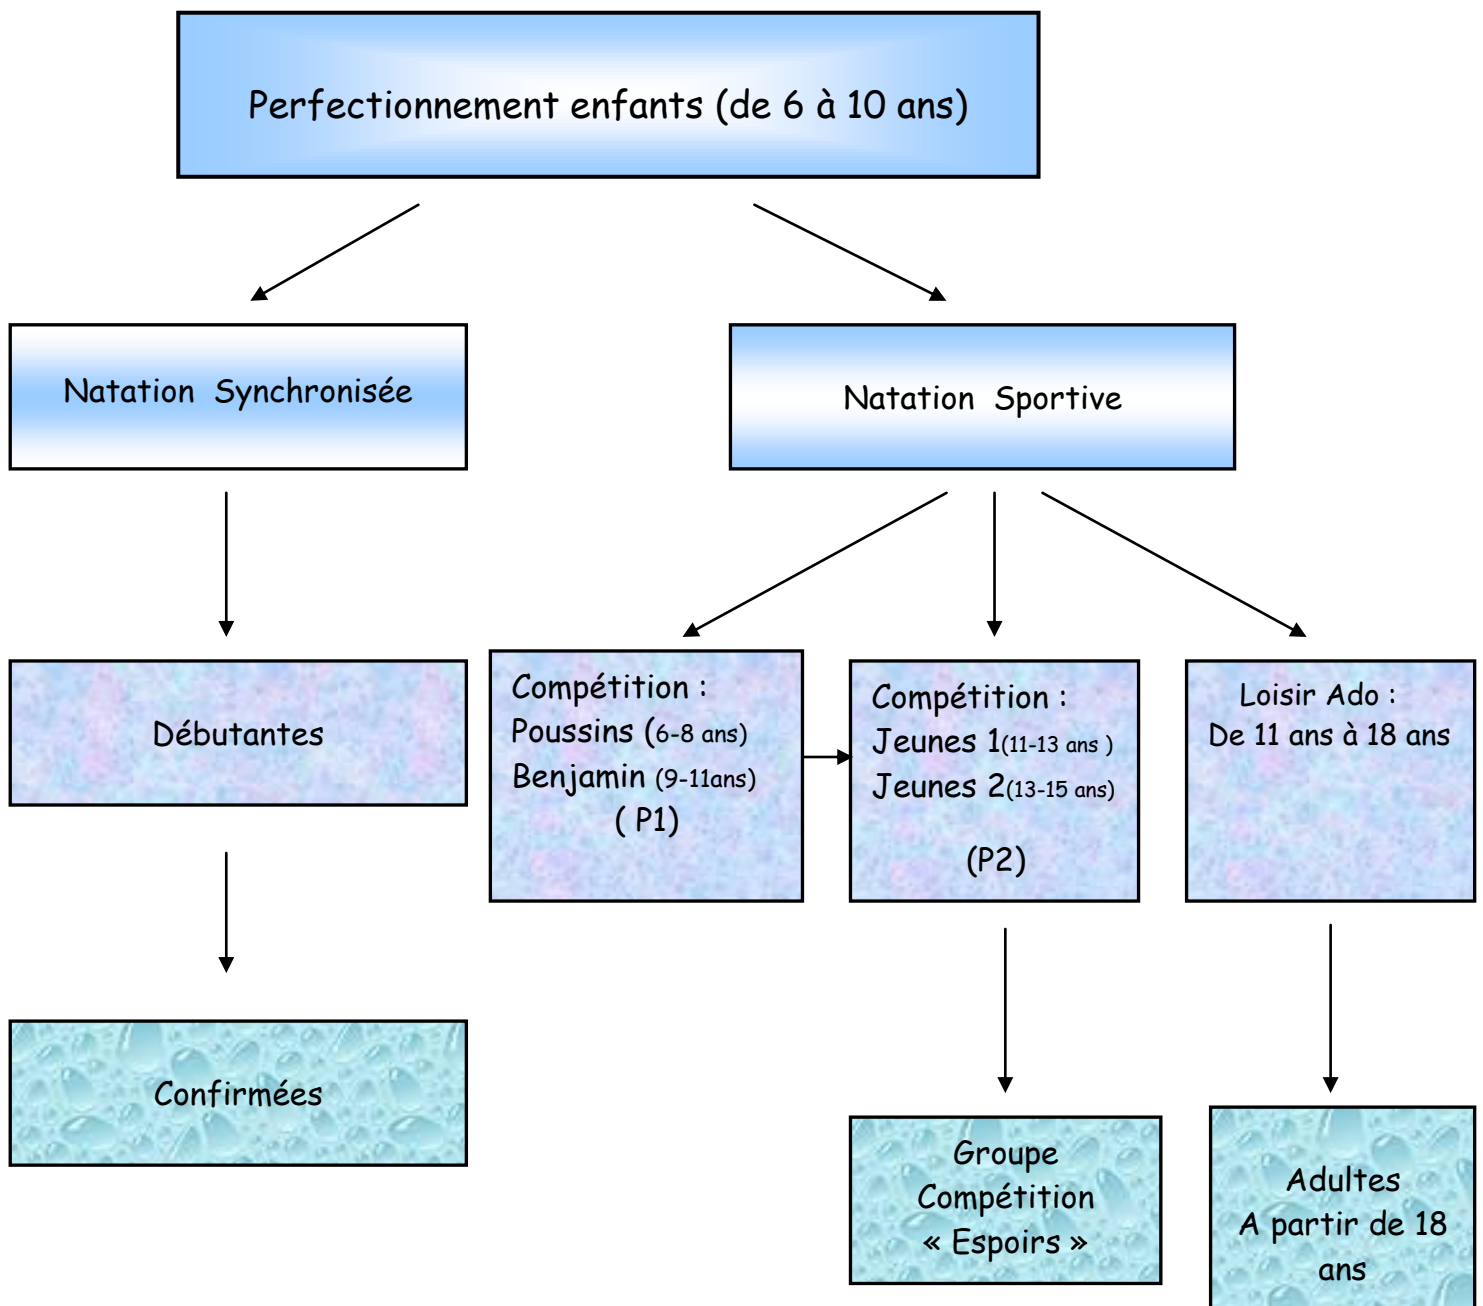 Perfectionnement enfants (de 6 à 10 ans)
Natation Synchronisée
Natation Sportive
Débutantes
Compétition :
Poussins (6-8 ans)
Benjamin (9-11ans)
( P1)
Compétition :
Jeunes 1(11-13 ans )
Jeunes 2(13-15 ans)
(P2)
Loisir Ado :
De 11 ans à 18 ans
Confirmées
Groupe
Compétition
« Espoirs »
Adultes
A partir de 18
ans